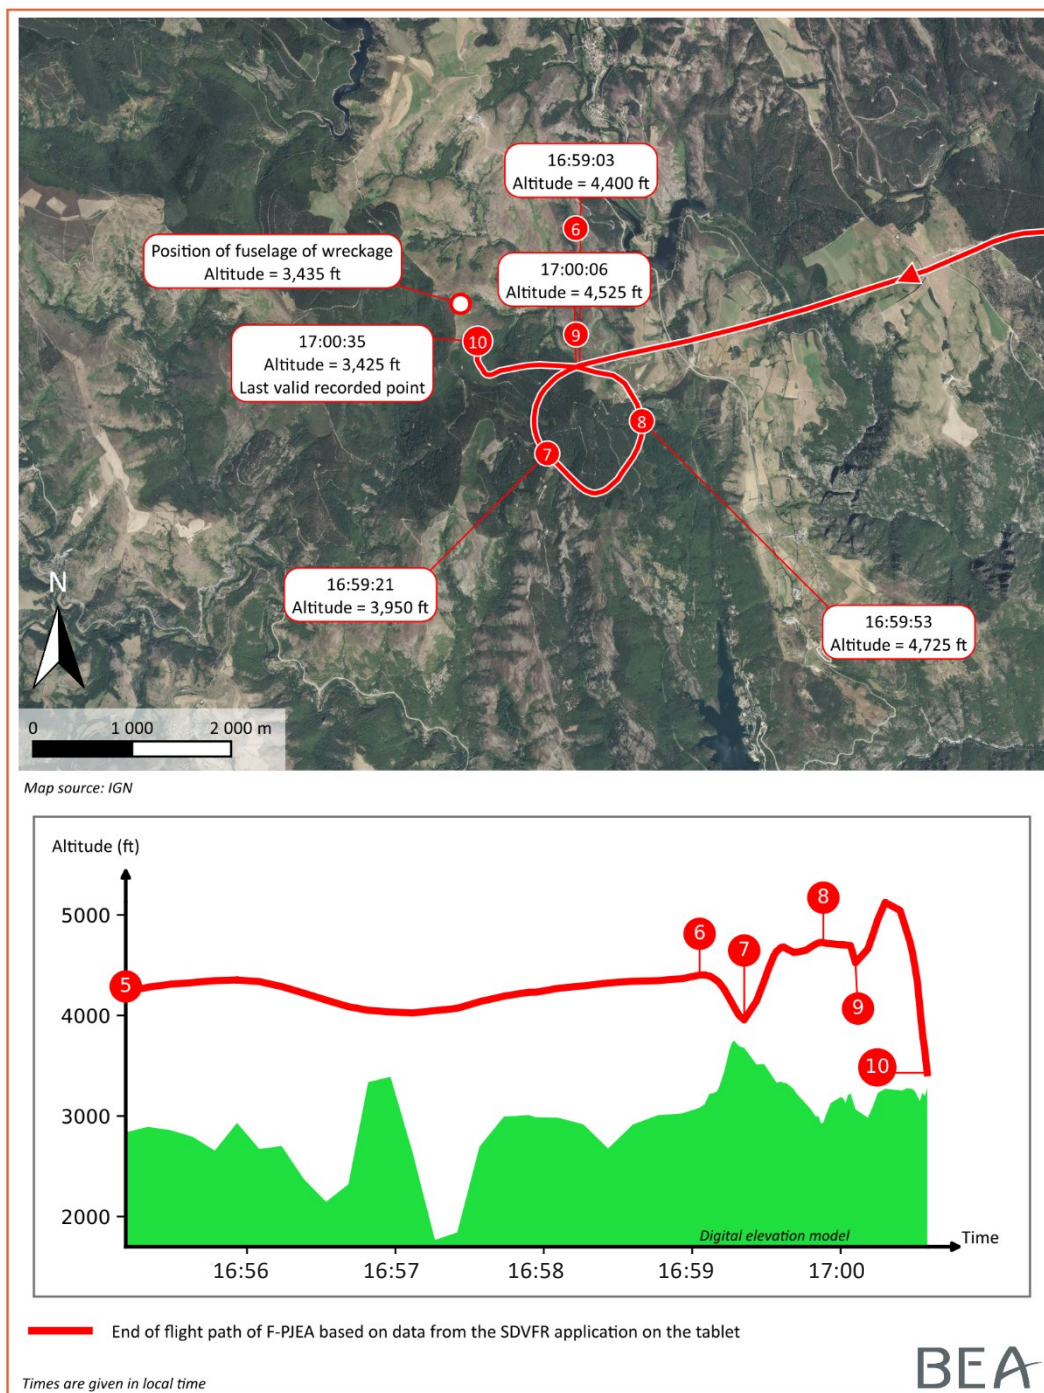 16:59:03
Altitude = 4,400 ft
6
Position of fuselage of wreckage
Altitude = 3,435 ft
17:00:06
Altitude = 4,525 ft
9
17:00:35
Altitude = 3,425 ft
Last valid recorded point
10
8
7
16:59:21
Altitude = 3,950 ft
16:59:53
Altitude = 4,725 ft
N
0 1 000 2 000 m
Map source: IGN
Altitude (ft)
5000
4000
3000
2000
5
6
7
8
9
10
Digital elevation model
Time
16:56 16:57 16:58 16:59 17:00
End of flight path of F-PJEA based on data from the SDVFR application on the tablet
BEA
Times are given in local time